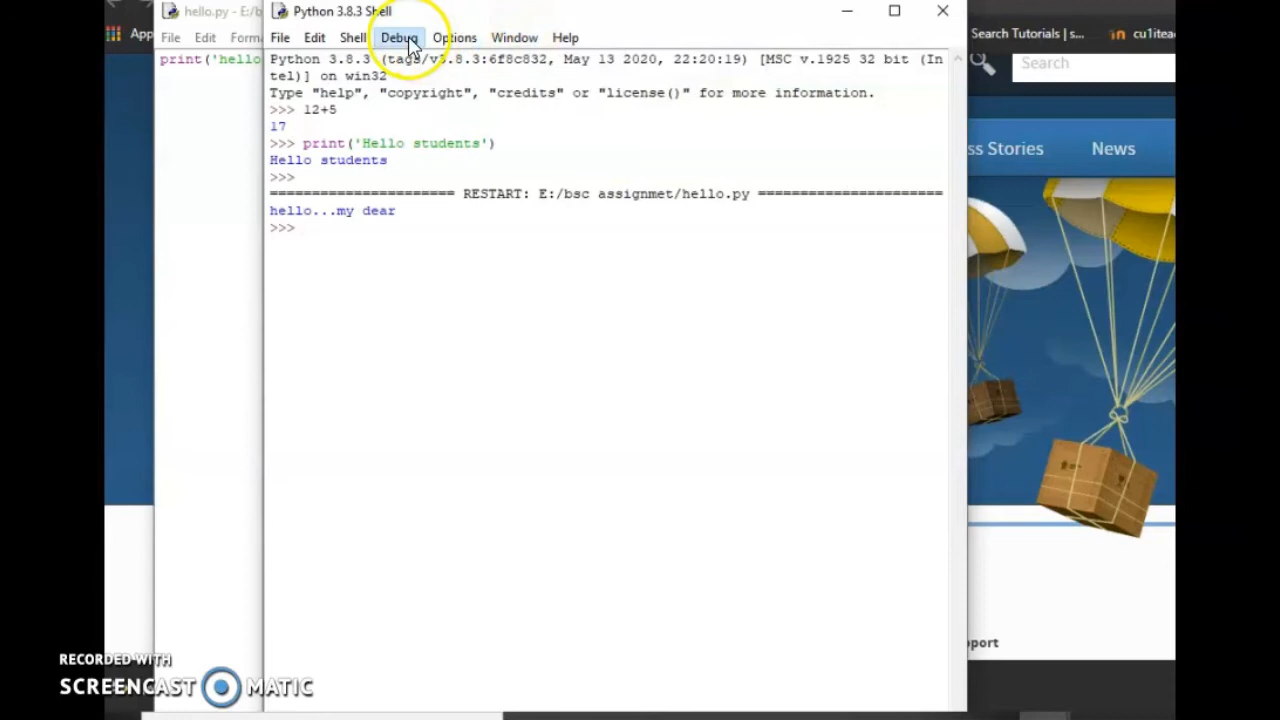 hello.py - E:/b
Python 3.8.3 Shell
App
Search Tutorials | s...
cu1itea
File Edit Form
File Edit Shell Debug Options Window Help
Search
print('hello
Python 3.8.3 (tags/v3.8.3:6f8c832, May 13 2020, 22:20:19) [MSC v.1925 32 bit (In
tel)] on win32
Type "help", "copyright", "credits" or "license()" for more information.
>>> 12+5
17
>>> print('Hello students')
Hello students
>>>
====================== RESTART: E:/bsc assignmet/hello.py ======================
hello...my dear
>>>
ss Stories
News
pport
RECORDED WITH
SCREENCAST MATIC